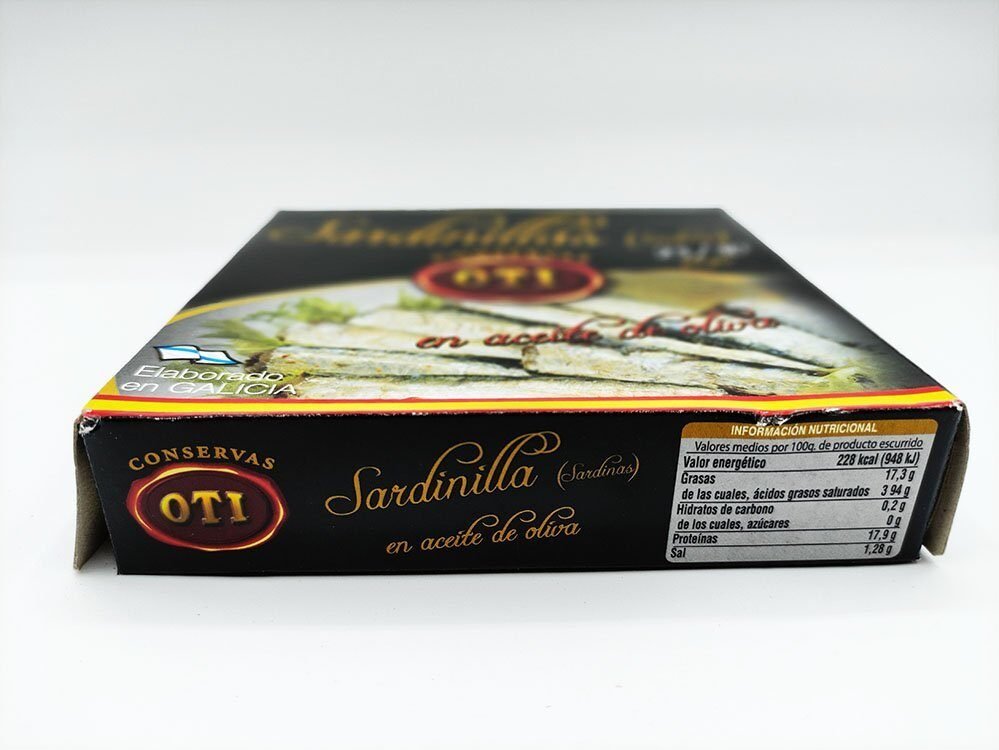 Sardinillas
OTI
en aceite de oliva
Elaborado
en GALICIA
CONSERVAS
OTI
Sardinilla (Sardinas)
en aceite de oliva
INFORMACIÓN NUTRICIONAL
Valores medios por 100g. de producto escurrido
Valor energético 228 kcal (948 kJ)
Grasas 17,3 g
de las cuales, ácidos grasos saturados 3 94 g
Hidratos de carbono 0,2 g
de los cuales, azúcares 0 g
Proteínas 17,9 g
Sal 1,28 g